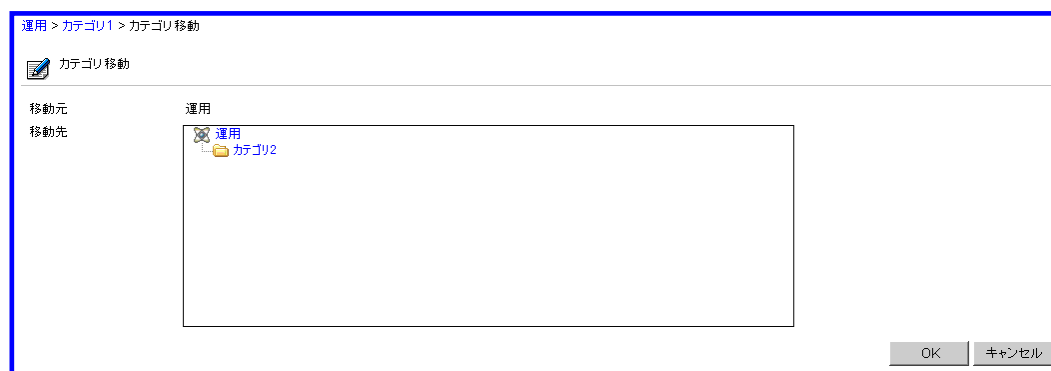 運用 > カテゴリ1 > カテゴリ移動
カテゴリ移動
移動元 運用
移動先
運用
カテゴリ2
OK キャンセル